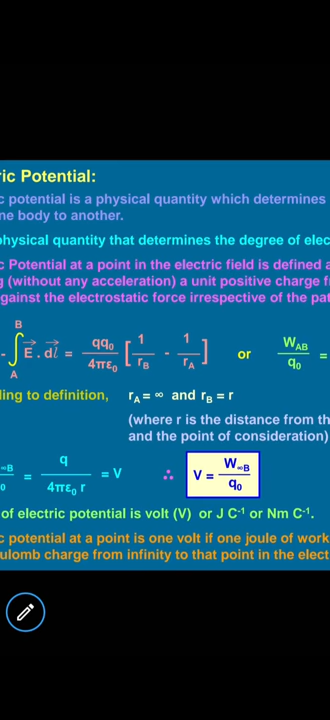 ric Potential:
c potential is a physical quantity which determines
ne body to another.
physical quantity that determines the degree of elec
c Potential at a point in the electric field is defined a
g (without any acceleration) a unit positive charge f
against the electrostatic force irrespective of the pat
- ∫ᴬᴮ E⃗ . dl⃗ = qq₀ / 4πε₀ [ 1/r_B - 1/r_A ] or W_AB / q₀ =
ding to definition, r_A = ∞ and r_B = r
(where r is the distance from th
and the point of consideration)
∞B / 0 = q / 4πε₀ r = V ∴ V = W_∞B / q₀
of electric potential is volt (V) or J C⁻¹ or Nm C⁻¹.
c potential at a point is one volt if one joule of work
ulomb charge from infinity to that point in the elect